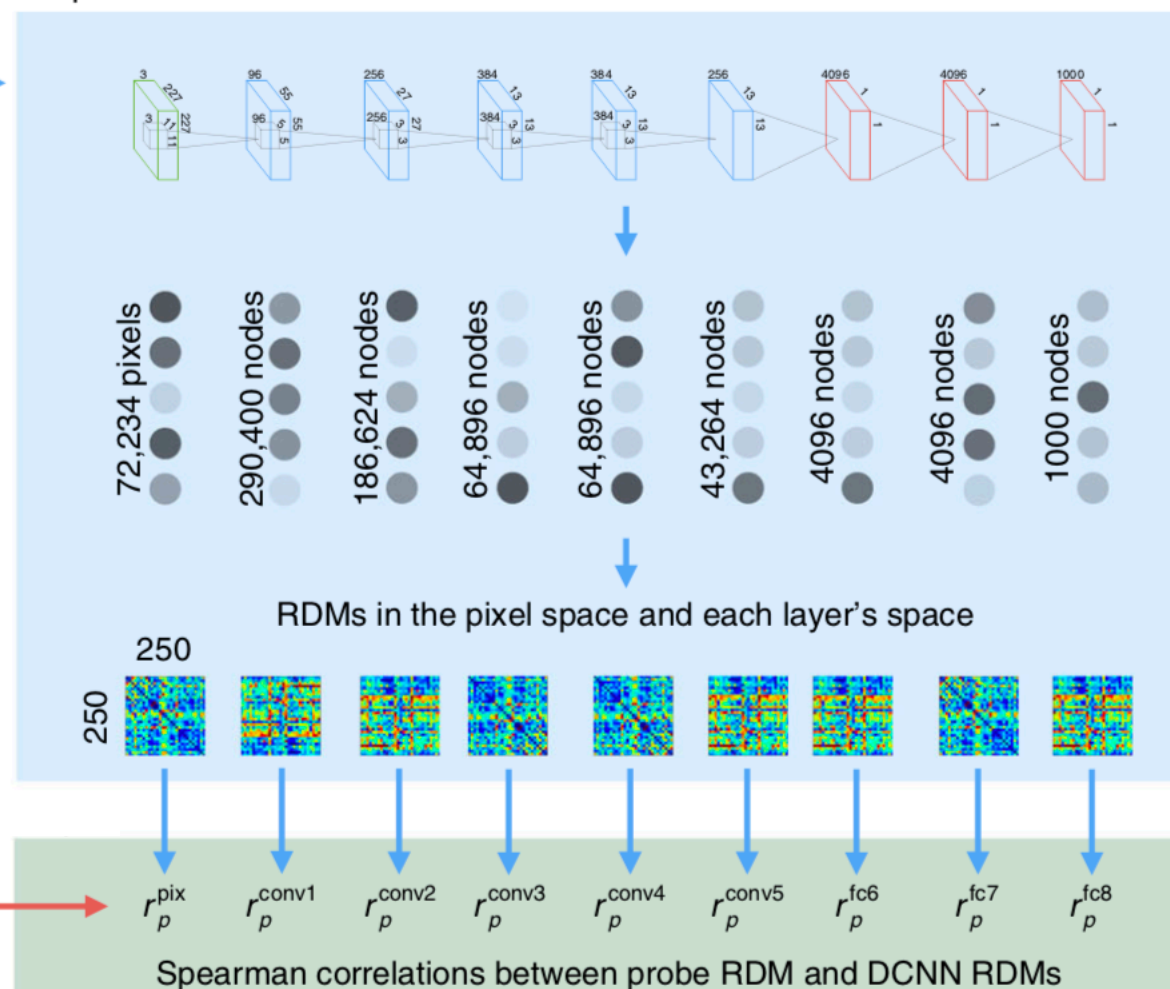 3 96 256 384 384 256 4096 4096 1000
227 55 27 13 13 13 1 1 1
227 55 27 13 13 13 1 1 1
3 11 96 5 256 3 384 3 384 3
11 5 3 3 3
72,234 pixels
290,400 nodes
186,624 nodes
64,896 nodes
64,896 nodes
43,264 nodes
4096 nodes
4096 nodes
1000 nodes
RDMs in the pixel space and each layer’s space
250
250
r_p^pix r_p^conv1 r_p^conv2 r_p^conv3 r_p^conv4 r_p^conv5 r_p^fc6 r_p^fc7 r_p^fc8
Spearman correlations between probe RDM and DCNN RDMs